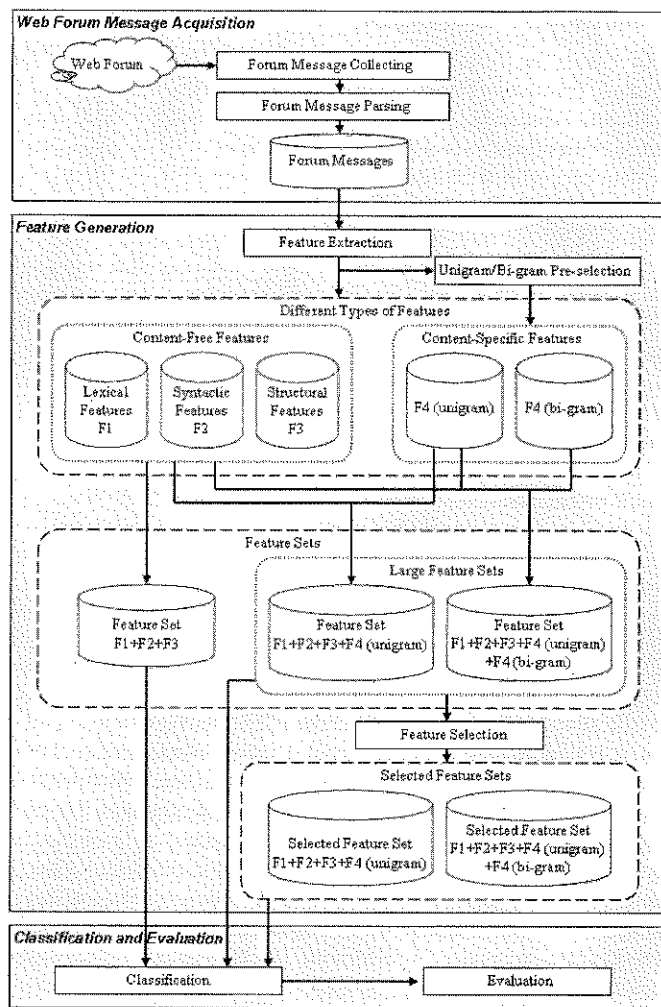 Web Forum Message Acquisition
Web Forum
Forum Message Collecting
Forum Message Parsing
Forum Messages
Feature Generation
Feature Extraction
Unigram/Bi-gram Pre-selection
Different Types of Features
Content-Free Features
Content-Specific Features
Lexical
Features
F1
Syntactic
Features
F2
Structural
Features
F3
F4 (unigram)
F4 (bi-gram)
Feature Sets
Large Feature Sets
Feature Set
F1+F2+F3
Feature Set
F1+F2+F3+F4 (unigram)
Feature Set
F1+F2+F3+F4 (unigram)
+F4 (bi-gram)
Feature Selection
Selected Feature Sets
Selected Feature Set
F1+F2+F3+F4 (unigram)
Selected Feature Set
F1+F2+F3+F4 (unigram)
+F4 (bi-gram)
Classification and Evaluation
Classification
Evaluation